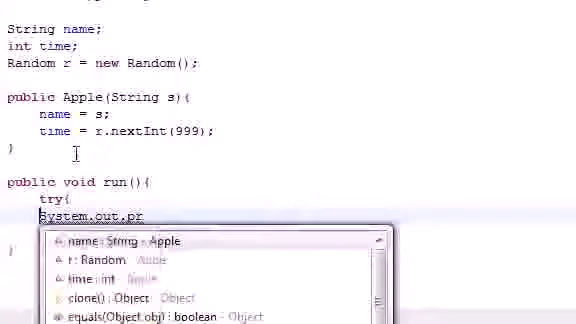 String name;
int time;
Random r = new Random();
public Apple(String s){
name = s;
time = r.nextInt(999);
}
public void run(){
try{
System.out.pr
name : String - Apple
r : Random - Apple
time : int - Apple
clone() : Object - Object
equals(Object obj) : boolean - Object
}